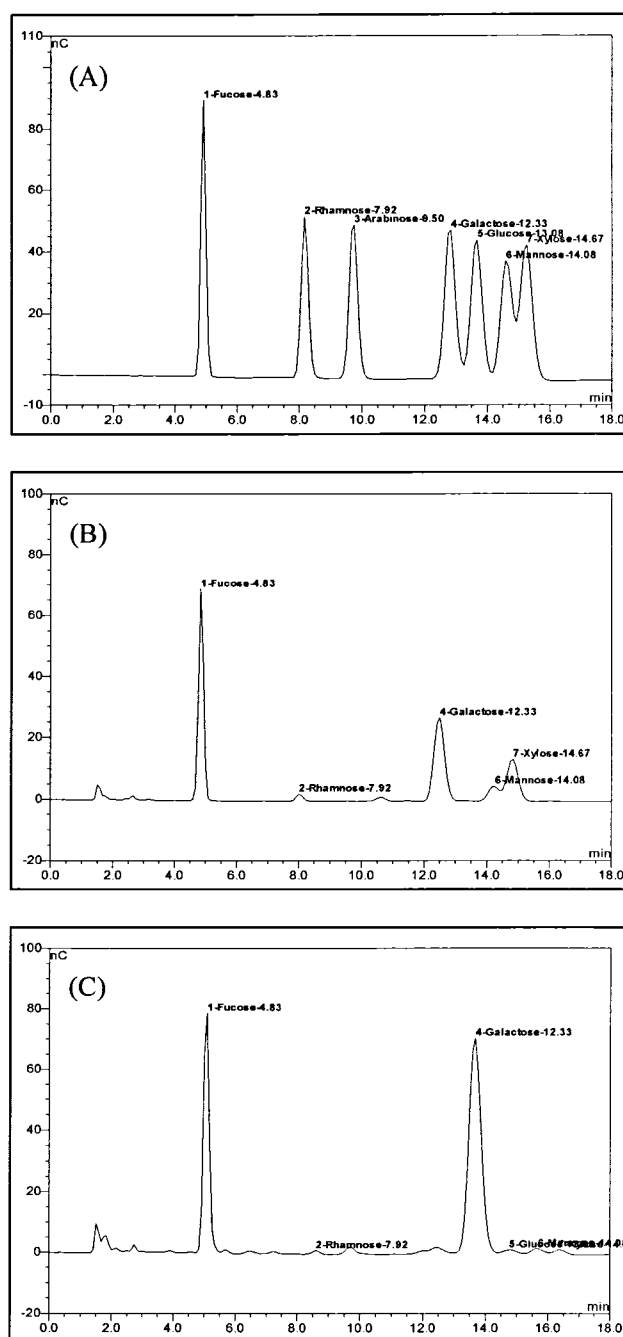 110
nC
(A)
1-Fucose-4.83
80
60
2-Rhamnose-7.92
3-Arabinose-9.50
4-Galactose-12.33
5-Glucose-13.08
7-Xylose-14.67
6-Mannose-14.08
40
20
-10
min
0.0 2.0 4.0 6.0 8.0 10.0 12.0 14.0 16.0 18.0
100
nC
(B)
80
1-Fucose-4.83
60
40
4-Galactose-12.33
20
7-Xylose-14.67
6-Mannose-14.08
2-Rhamnose-7.92
0
-20
min
0.0 2.0 4.0 6.0 8.0 10.0 12.0 14.0 16.0 18.0
100
nC
(C)
80
1-Fucose-4.83
4-Galactose-12.33
60
40
20
2-Rhamnose-7.92
0
-20
min
0.0 2.0 4.0 6.0 8.0 10.0 12.0 14.0 16.0 18.0